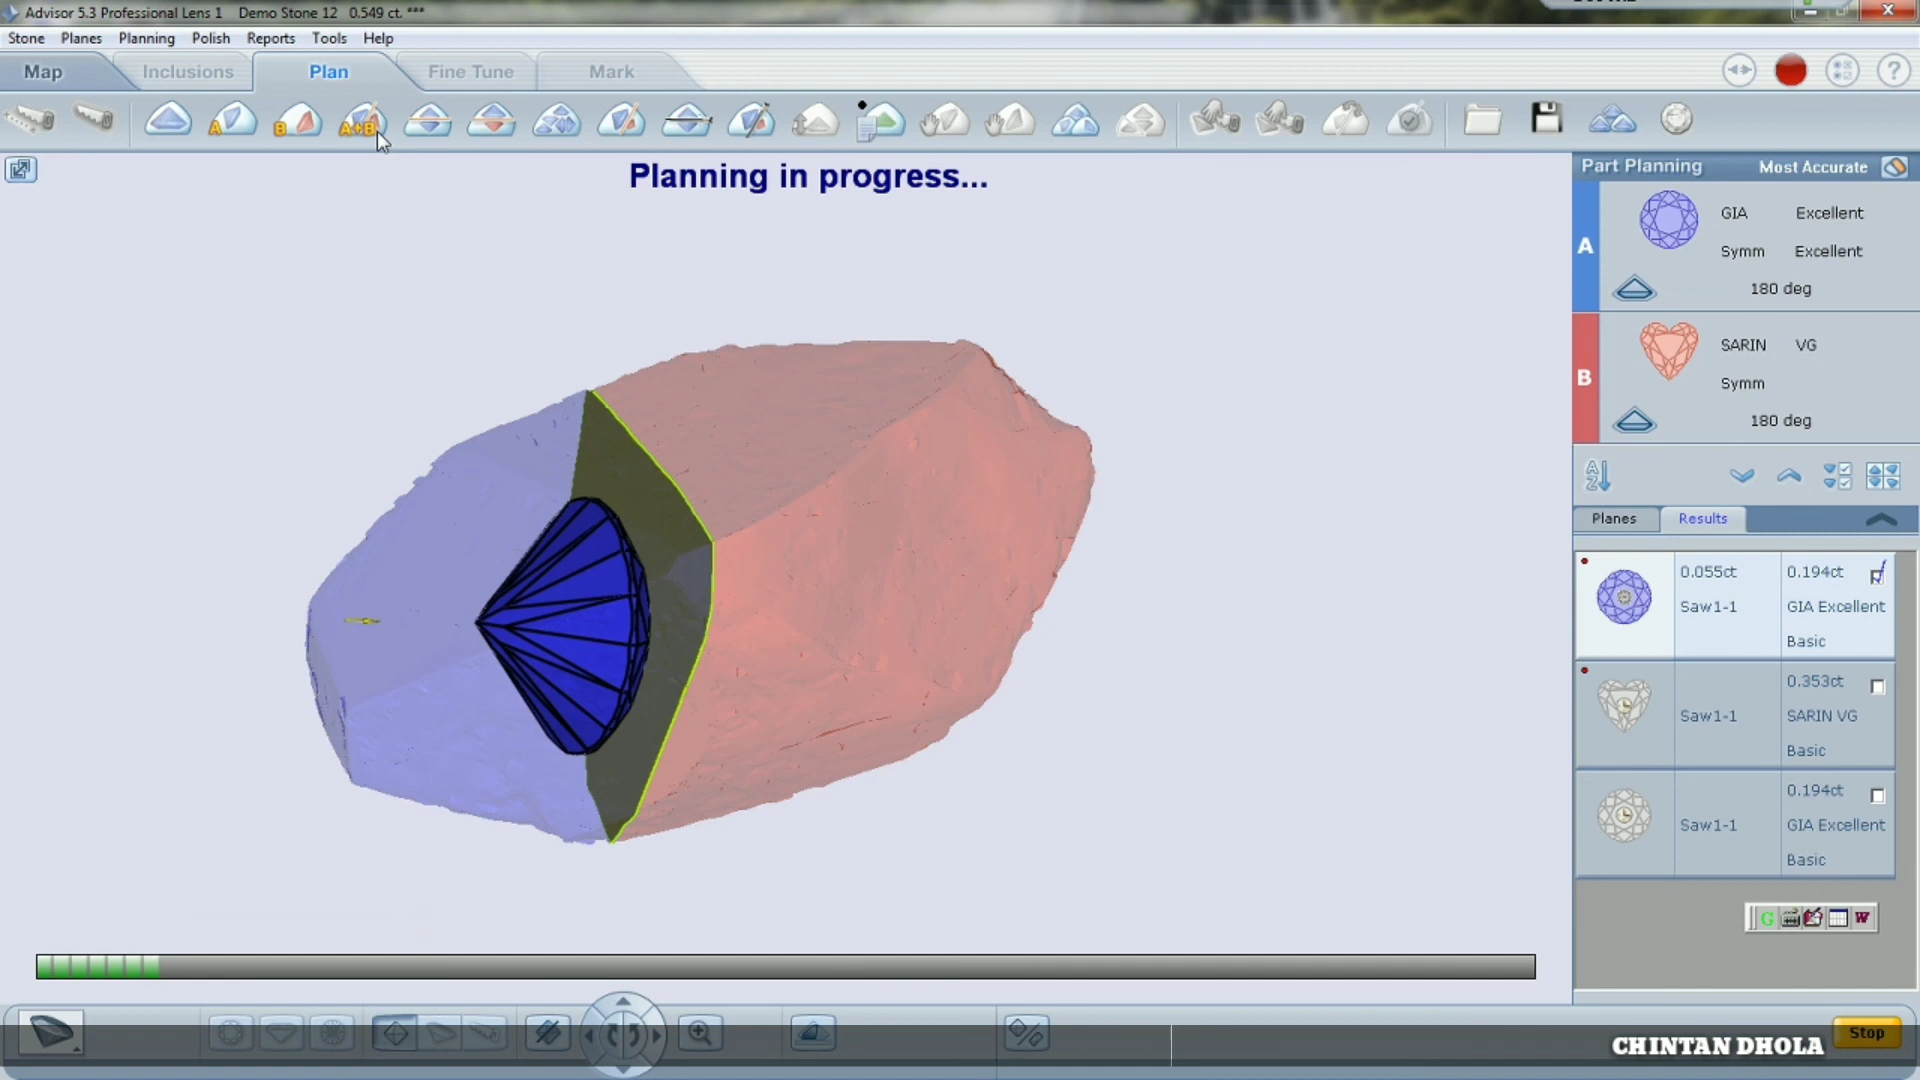 Advisor 5.3 Professional Lens 1 Demo Stone 12 0.549 ct. ***
Stone Planes Planning Polish Reports Tools Help
Map Inclusions Plan Fine Tune Mark
A B A+B
Planning in progress...
Part Planning Most Accurate
A
GIA Excellent
Symm Excellent
180 deg
B
SARIN VG
Symm
180 deg
A
Z
Planes Results
0.055ct 0.194ct
Saw1-1 GIA Excellent
Basic
0.353ct
Saw1-1 SARIN VG
Basic
0.194ct
Saw1-1 GIA Excellent
Basic
G W
CHINTAN DHOLA
Stop